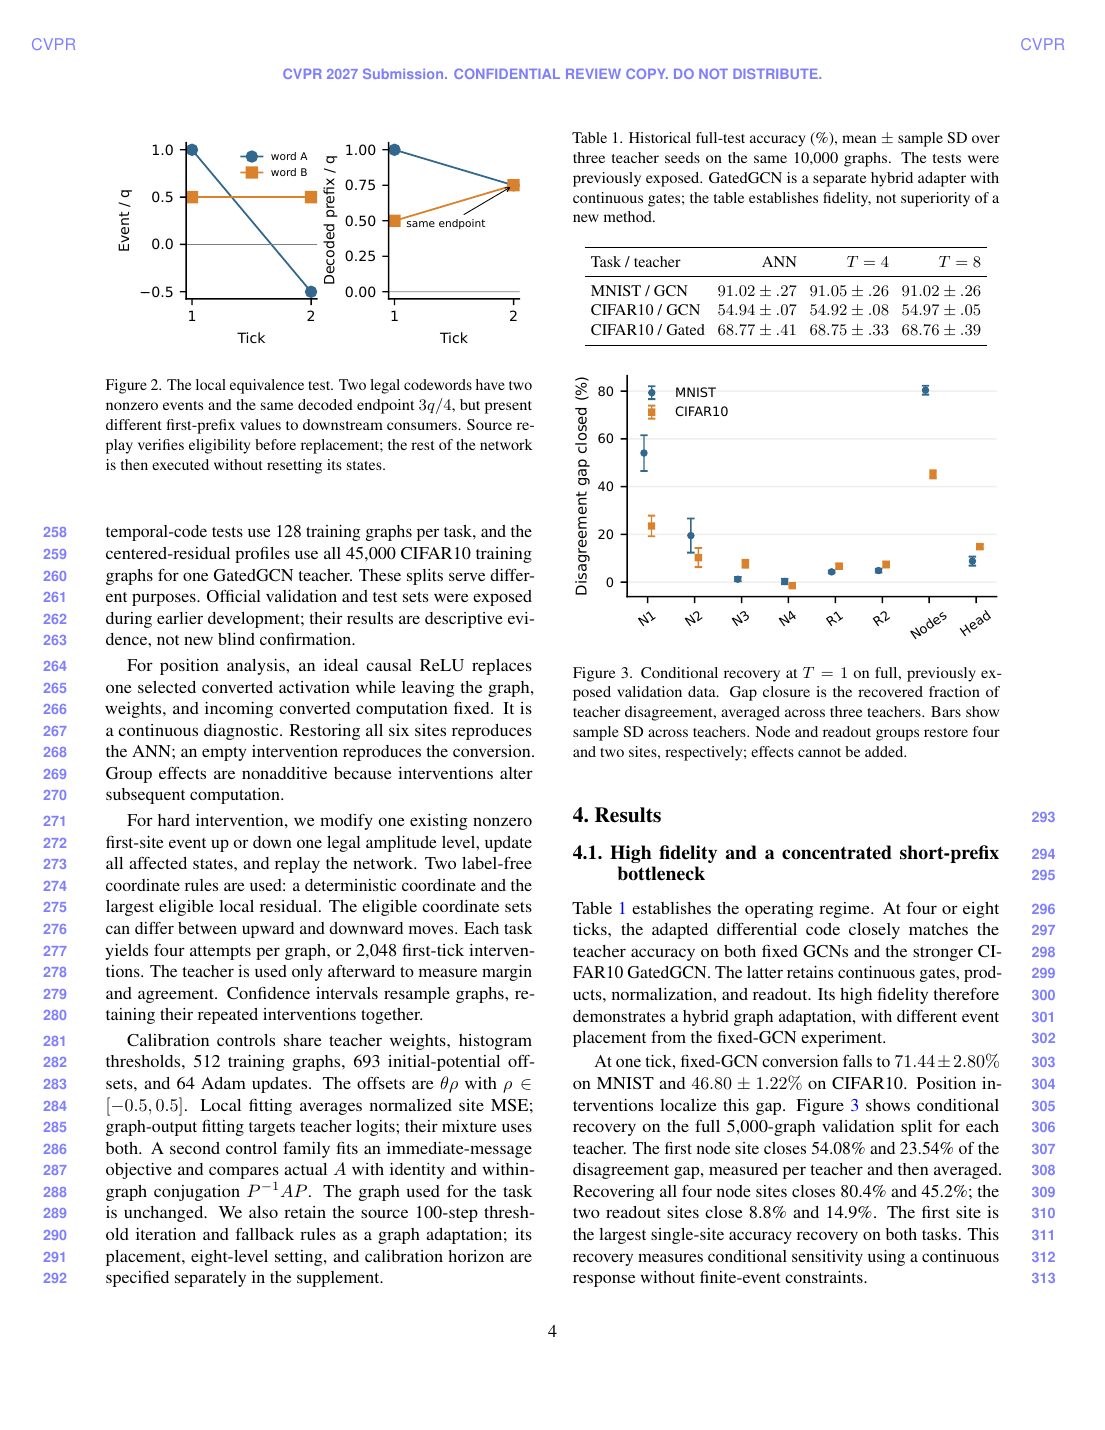 CVPR
CVPR
CVPR 2027 Submission. CONFIDENTIAL REVIEW COPY. DO NOT DISTRIBUTE.
1.0
0.5
0.0
−0.5
Event / q
word A
word B
1
2
Tick
1.00
0.75
0.50
0.25
0.00
Decoded prefix / q
same endpoint
1
2
Tick
Figure 2. The local equivalence test. Two legal codewords have two
nonzero events and the same decoded endpoint 3q/4, but present
different first-prefix values to downstream consumers. Source re-
play verifies eligibility before replacement; the rest of the network
is then executed without resetting its states.
258 temporal-code tests use 128 training graphs per task, and the
259 centered-residual profiles use all 45,000 CIFAR10 training
260 graphs for one GatedGCN teacher. These splits serve differ-
261 ent purposes. Official validation and test sets were exposed
262 during earlier development; their results are descriptive evi-
263 dence, not new blind confirmation.
264 For position analysis, an ideal causal ReLU replaces
265 one selected converted activation while leaving the graph,
266 weights, and incoming converted computation fixed. It is
267 a continuous diagnostic. Restoring all six sites reproduces
268 the ANN; an empty intervention reproduces the conversion.
269 Group effects are nonadditive because interventions alter
270 subsequent computation.
271 For hard intervention, we modify one existing nonzero
272 first-site event up or down one legal amplitude level, update
273 all affected states, and replay the network. Two label-free
274 coordinate rules are used: a deterministic coordinate and the
275 largest eligible local residual. The eligible coordinate sets
276 can differ between upward and downward moves. Each task
277 yields four attempts per graph, or 2,048 first-tick interven-
278 tions. The teacher is used only afterward to measure margin
279 and agreement. Confidence intervals resample graphs, re-
280 taining their repeated interventions together.
281 Calibration controls share teacher weights, histogram
282 thresholds, 512 training graphs, 693 initial-potential off-
283 sets, and 64 Adam updates. The offsets are θρ with ρ ∈
284 [−0.5, 0.5]. Local fitting averages normalized site MSE;
285 graph-output fitting targets teacher logits; their mixture uses
286 both. A second control family fits an immediate-message
287 objective and compares actual A with identity and within-
288 graph conjugation P⁻¹AP. The graph used for the task
289 is unchanged. We also retain the source 100-step thresh-
290 old iteration and fallback rules as a graph adaptation; its
291 placement, eight-level setting, and calibration horizon are
292 specified separately in the supplement.
Table 1. Historical full-test accuracy (%), mean ± sample SD over
three teacher seeds on the same 10,000 graphs. The tests were
previously exposed. GatedGCN is a separate hybrid adapter with
continuous gates; the table establishes fidelity, not superiority of a
new method.
Task / teacher ANN T = 4 T = 8
MNIST / GCN 91.02 ± .27 91.05 ± .26 91.02 ± .26
CIFAR10 / GCN 54.94 ± .07 54.92 ± .08 54.97 ± .05
CIFAR10 / Gated 68.77 ± .41 68.75 ± .33 68.76 ± .39
Disagreement gap closed (%)
80
60
40
20
0
MNIST
CIFAR10
N1 N2 N3 N4 R1 R2 Nodes Head
Figure 3. Conditional recovery at T = 1 on full, previously ex-
posed validation data. Gap closure is the recovered fraction of
teacher disagreement, averaged across three teachers. Bars show
sample SD across teachers. Node and readout groups restore four
and two sites, respectively; effects cannot be added.
4. Results 293
4.1. High fidelity and a concentrated short-prefix 294
bottleneck 295
Table 1 establishes the operating regime. At four or eight 296
ticks, the adapted differential code closely matches the 297
teacher accuracy on both fixed GCNs and the stronger CI- 298
FAR10 GatedGCN. The latter retains continuous gates, prod- 299
ucts, normalization, and readout. Its high fidelity therefore 300
demonstrates a hybrid graph adaptation, with different event 301
placement from the fixed-GCN experiment. 302
At one tick, fixed-GCN conversion falls to 71.44±2.80% 303
on MNIST and 46.80 ± 1.22% on CIFAR10. Position in- 304
terventions localize this gap. Figure 3 shows conditional 305
recovery on the full 5,000-graph validation split for each 306
teacher. The first node site closes 54.08% and 23.54% of the 307
disagreement gap, measured per teacher and then averaged. 308
Recovering all four node sites closes 80.4% and 45.2%; the 309
two readout sites close 8.8% and 14.9%. The first site is 310
the largest single-site accuracy recovery on both tasks. This 311
recovery measures conditional sensitivity using a continuous 312
response without finite-event constraints. 313
4